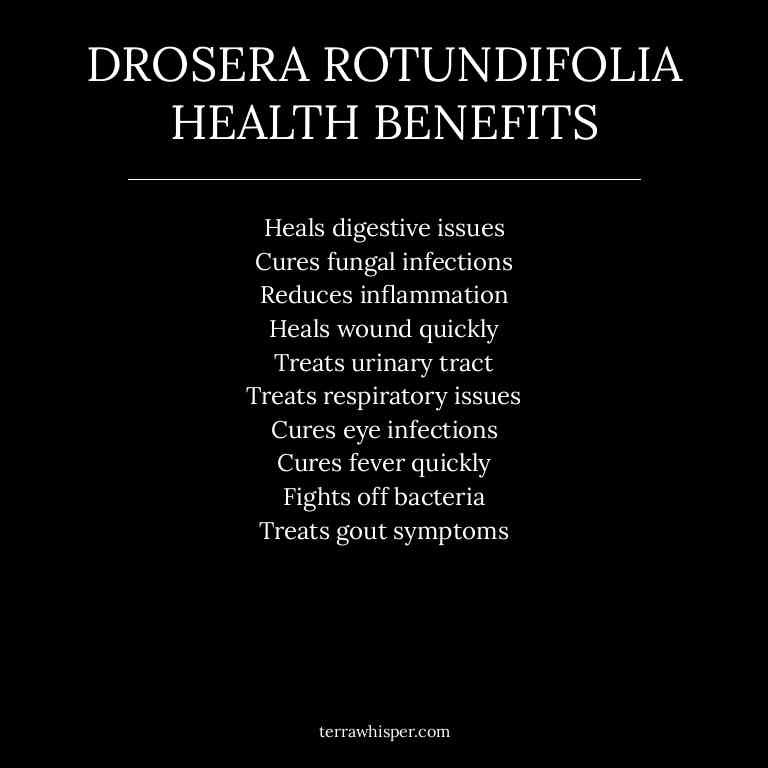 DROSERA ROTUNDIFOLIA
HEALTH BENEFITS
Heals digestive issues
Cures fungal infections
Reduces inflammation
Heals wound quickly
Treats urinary tract
Treats respiratory issues
Cures eye infections
Cures fever quickly
Fights off bacteria
Treats gout symptoms
terrawhisper.com